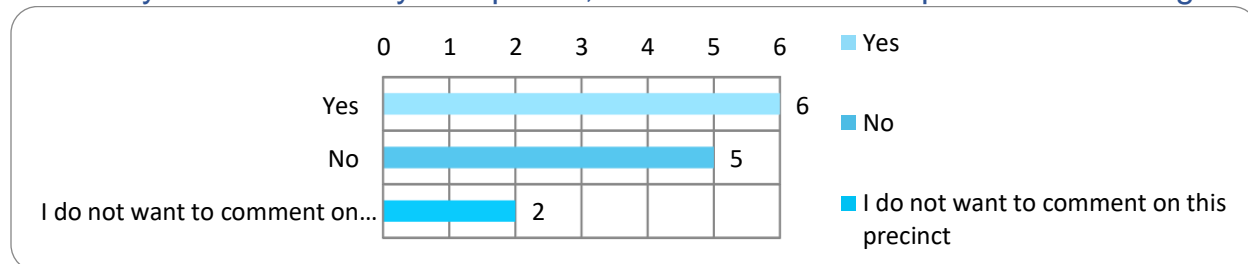 0 1 2 3 4 5 6
Yes 6
No 5
I do not want to comment on... 2
Yes
No
I do not want to comment on this
precinct